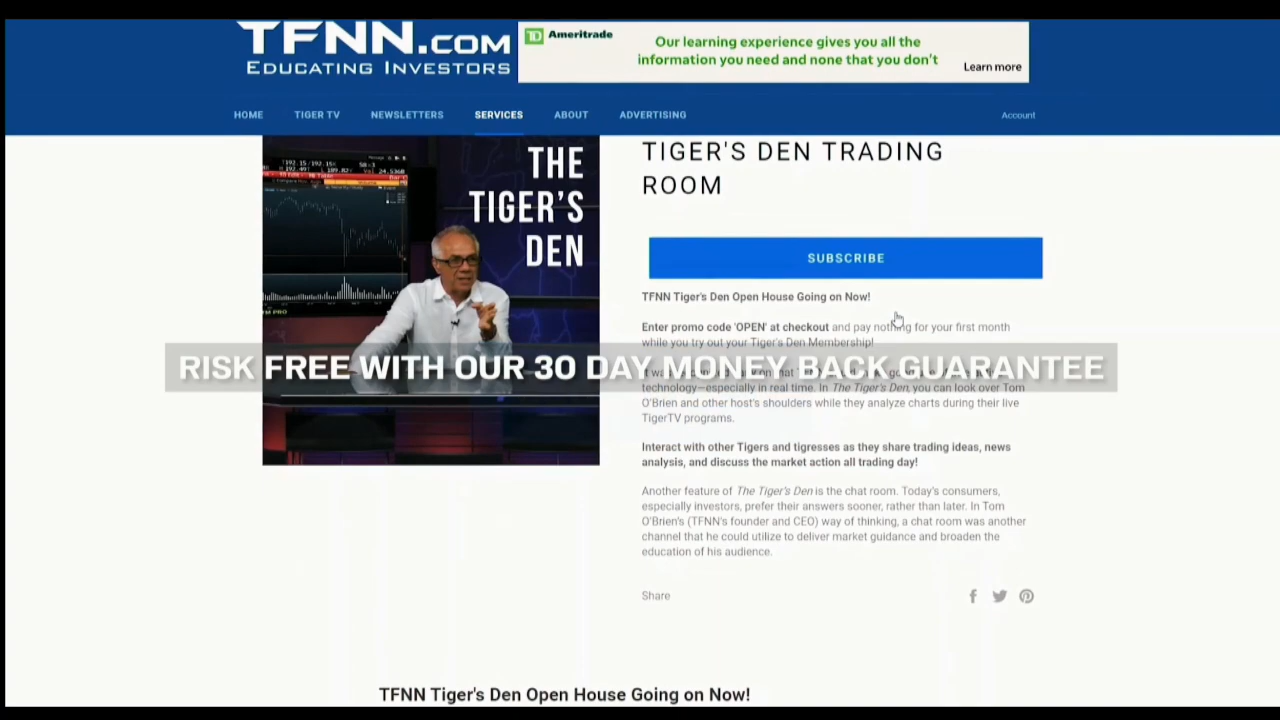 TFNN.COM
EDUCATING INVESTORS
TD Ameritrade
Our learning experience gives you all the
information you need and none that you don't
Learn more
HOME TIGER TV NEWSLETTERS SERVICES ABOUT ADVERTISING
Account
THE
TIGER'S
DEN
TIGER'S DEN TRADING
ROOM
SUBSCRIBE
TFNN Tiger's Den Open House Going on Now!
Enter promo code 'OPEN' at checkout and pay nothing for your first month
while you try out your Tiger's Den Membership!
RISK FREE WITH OUR 30 DAY MONEY BACK GUARANTEE
technology—especially in real time. In The Tiger's Den, you can look over Tom
O'Brien and other host's shoulders while they analyze charts during their live
TigerTV programs.
Interact with other Tigers and tigresses as they share trading ideas, news
analysis, and discuss the market action all trading day!
Another feature of The Tiger's Den is the chat room. Today's consumers,
especially investors, prefer their answers sooner, rather than later. In Tom
O'Brien's (TFNN's founder and CEO) way of thinking, a chat room was another
channel that he could utilize to deliver market guidance and broaden the
education of his audience.
Share
TFNN Tiger's Den Open House Going on Now!